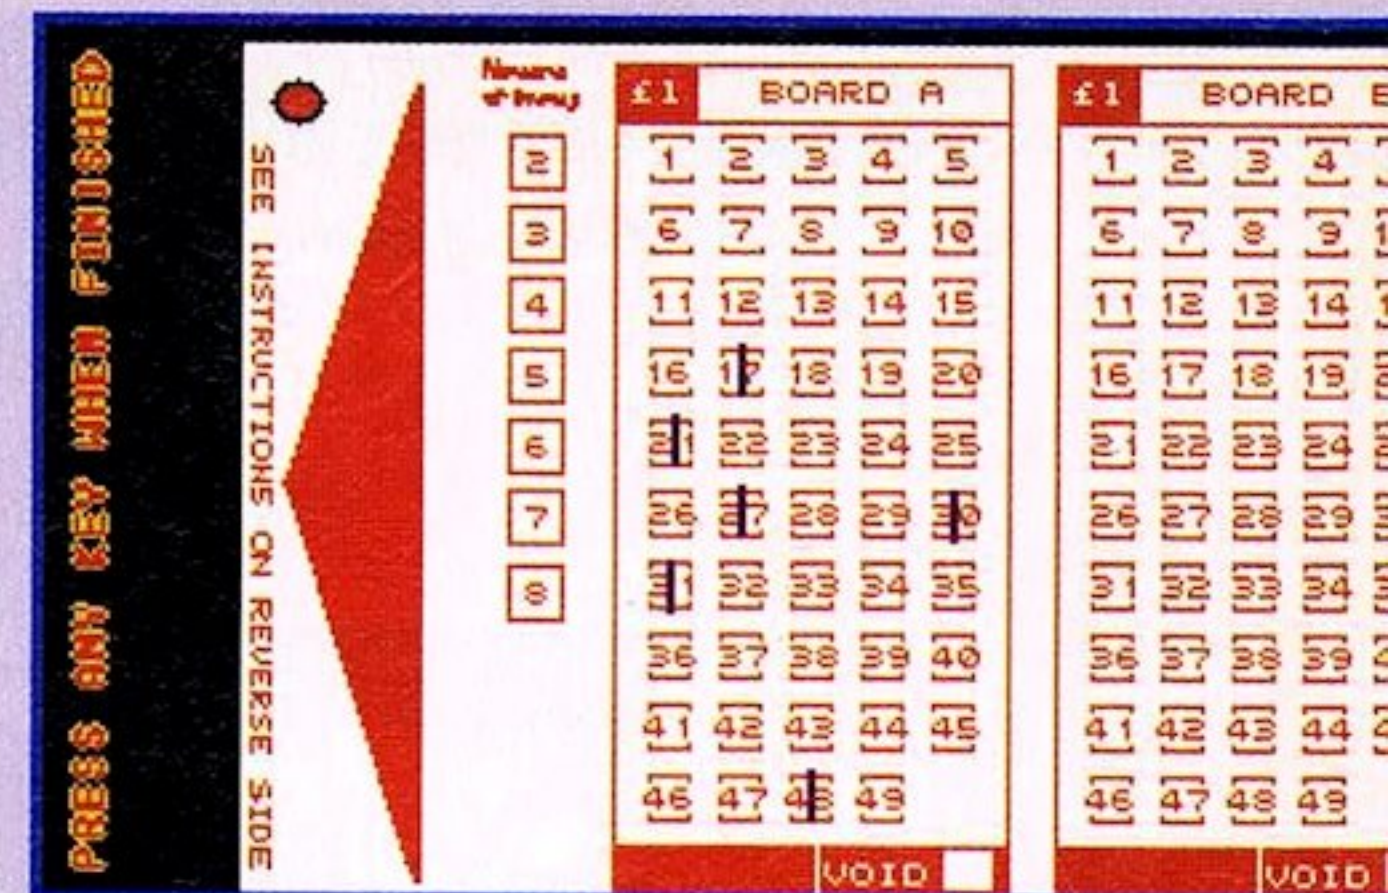 PRESS ANY KEY WHEN FINISHED
SEE INSTRUCTIONS ON REVERSE SIDE
2
3
4
5
6
7
8
£1 BOARD A
1 2 3 4 5
6 7 8 9 10
11 12 13 14 15
16 17 18 19 20
21 22 23 24 25
26 27 28 29 30
31 32 33 34 35
36 37 38 39 40
41 42 43 44 45
46 47 48 49
VOID
£1 BOARD
1 2 3 4
6 7 8 9
11 12 13 14
16 17 18 19
21 22 23 24
26 27 28 29
31 32 33 34
36 37 38 39
41 42 43 44
46 47 48 49
VOID